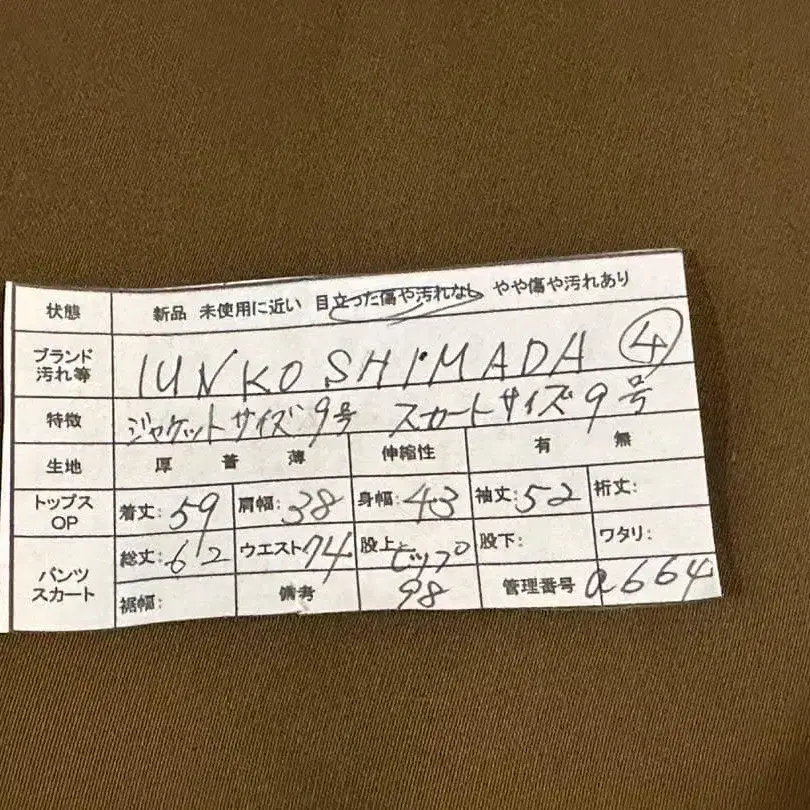 状態 新品 未使用に近い 目立った傷や汚れなし やや傷や汚れあり
ブランド 汚れ等 IUNKO SHIMADA ④
特徴 ジャケットサイズ9号 スカートサイズ9号
生地 厚 普 薄 伸縮性 有 無
トップス OP 着丈:59 肩幅:38 身幅:43 袖丈:52 裄丈:
パンツ スカート 総丈:62 ウエスト74 股上 ヒップ 98 股下: ワタリ:
裾幅: 備考 管理番号 a664